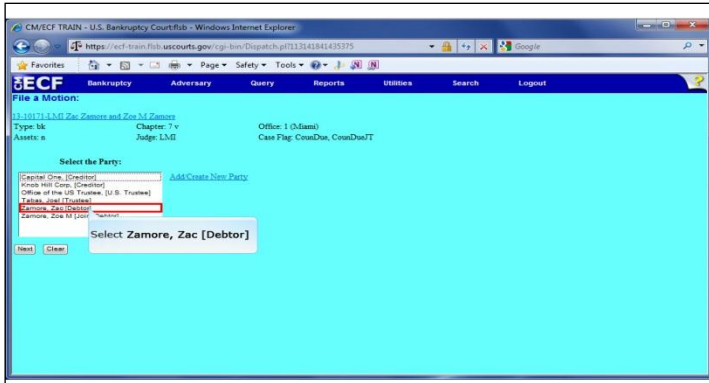 CM/ECF TRAIN - U.S. Bankruptcy Court:flsb - Windows Internet Explorer
https://ecf-train.flsb.uscourts.gov/cgi-bin/Dispatch.pl?113141841435375
Google
Favorites Page Safety Tools
ECF Bankruptcy Adversary Query Reports Utilities Search Logout ?
File a Motion:
13-10171-LMI Zac Zamore and Zoe M Zamore
Type: bk Chapter: 7 v Office: 1 (Miami)
Assets: n Judge: LMI Case Flag: CounDue, CounDueJT
Select the Party:
Capital One, [Creditor] Add/Create New Party
Knob Hill Corp, [Creditor]
Office of the US Trustee, [U.S. Trustee]
Tabas, Joel [Trustee]
Zamore, Zac [Debtor]
Zamore, Zoe M [Join
Select Zamore, Zac [Debtor]
Next Clear